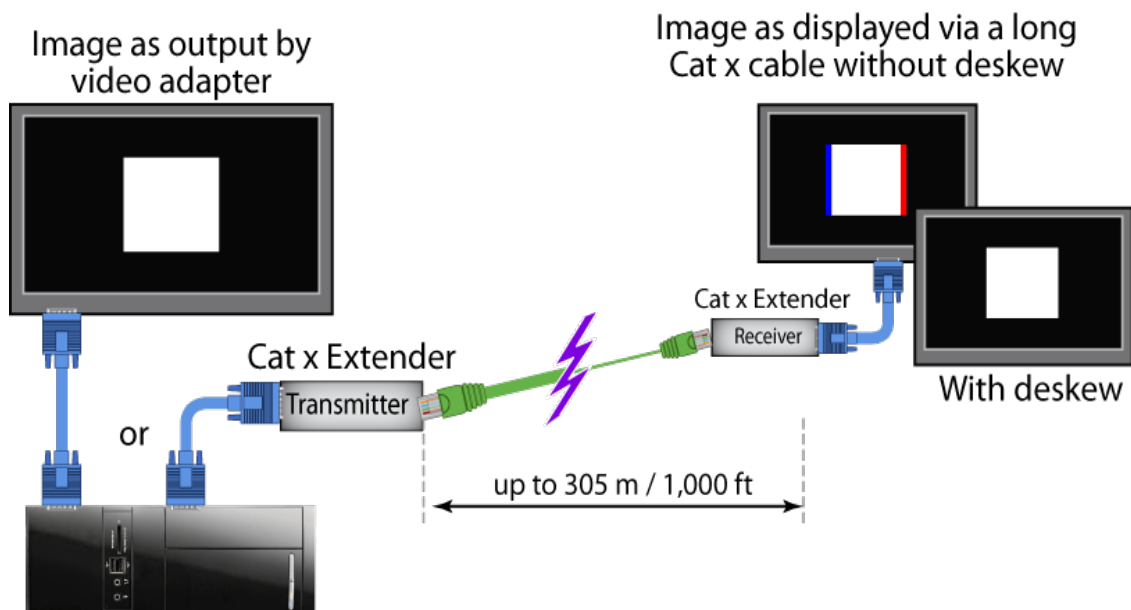 Image as output by
video adapter
Image as displayed via a long
Cat x cable without deskew
Cat x Extender
Receiver
With deskew
Cat x Extender
Transmitter
or
up to 305 m / 1,000 ft